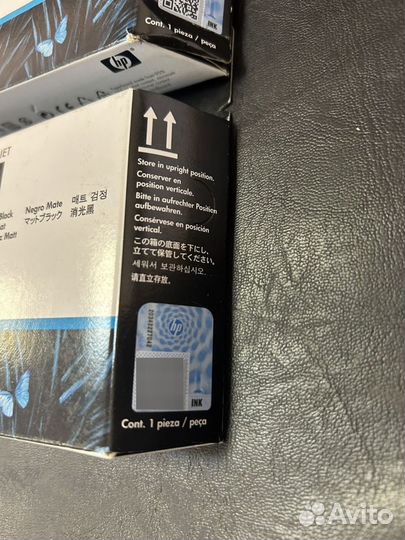 INK
Cont. 1 pieza / peça
hp
JET
Store in upright position.
Conserver en
position verticale.
Bitte in aufrechter Position
aufbewahren.
Consérvese en posición
vertical.
この箱の底面を下にし、
立てて保管してください。
세워서 보관하십시오.
请直立存放。
Black
Negro Mate 매트 검정
マットブラック 消光黑
Matt
hp
INK
Cont. 1 pieza / peça
Avito